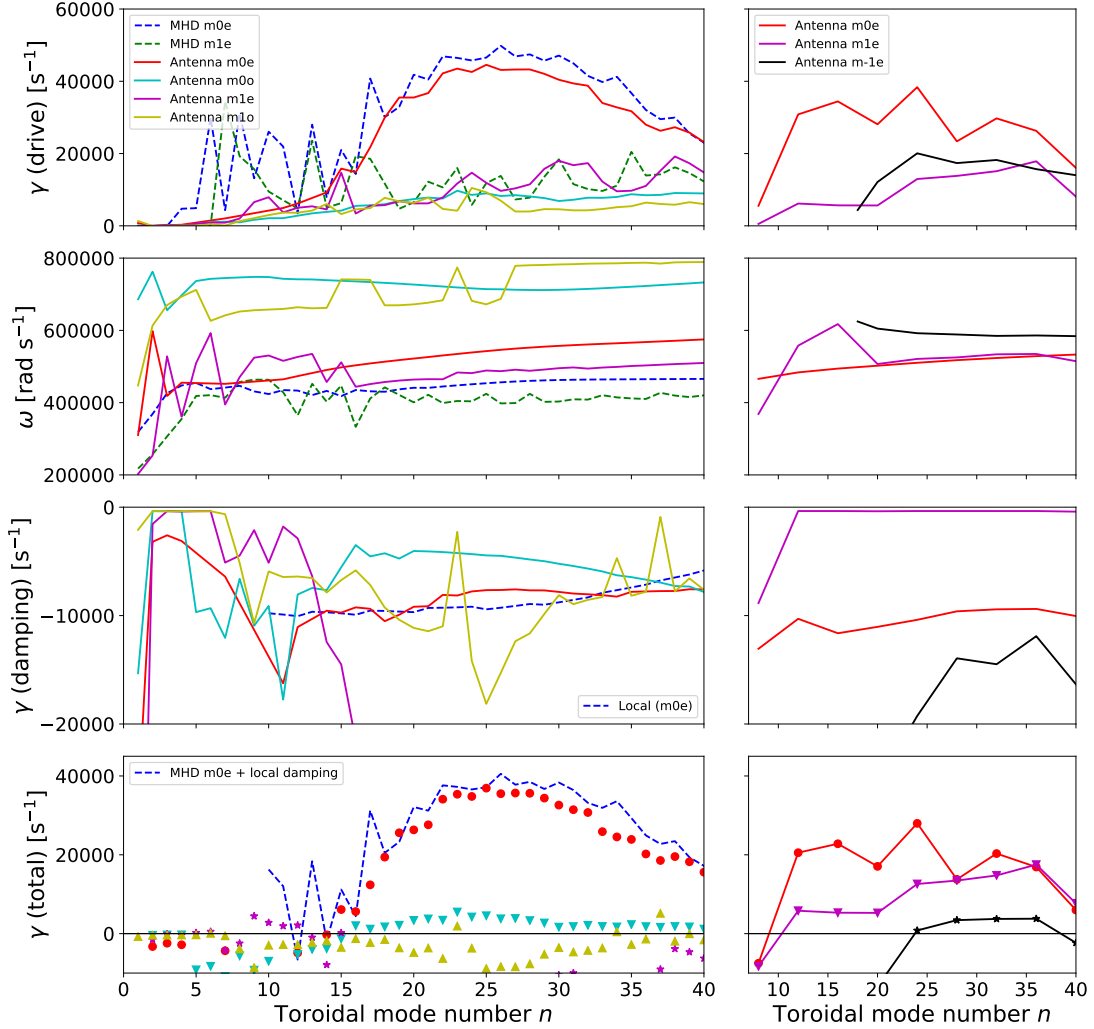 60000
40000
20000
0
γ (drive) [s⁻¹]
MHD m0e
MHD m1e
Antenna m0e
Antenna m0o
Antenna m1e
Antenna m1o
Antenna m0e
Antenna m1e
Antenna m-1e
800000
600000
400000
200000
ω [rad s⁻¹]
0
−10000
−20000
γ (damping) [s⁻¹]
Local (m0e)
40000
20000
0
γ (total) [s⁻¹]
MHD m0e + local damping
0 5 10 15 20 25 30 35 40
Toroidal mode number n
10 15 20 25 30 35 40
Toroidal mode number n